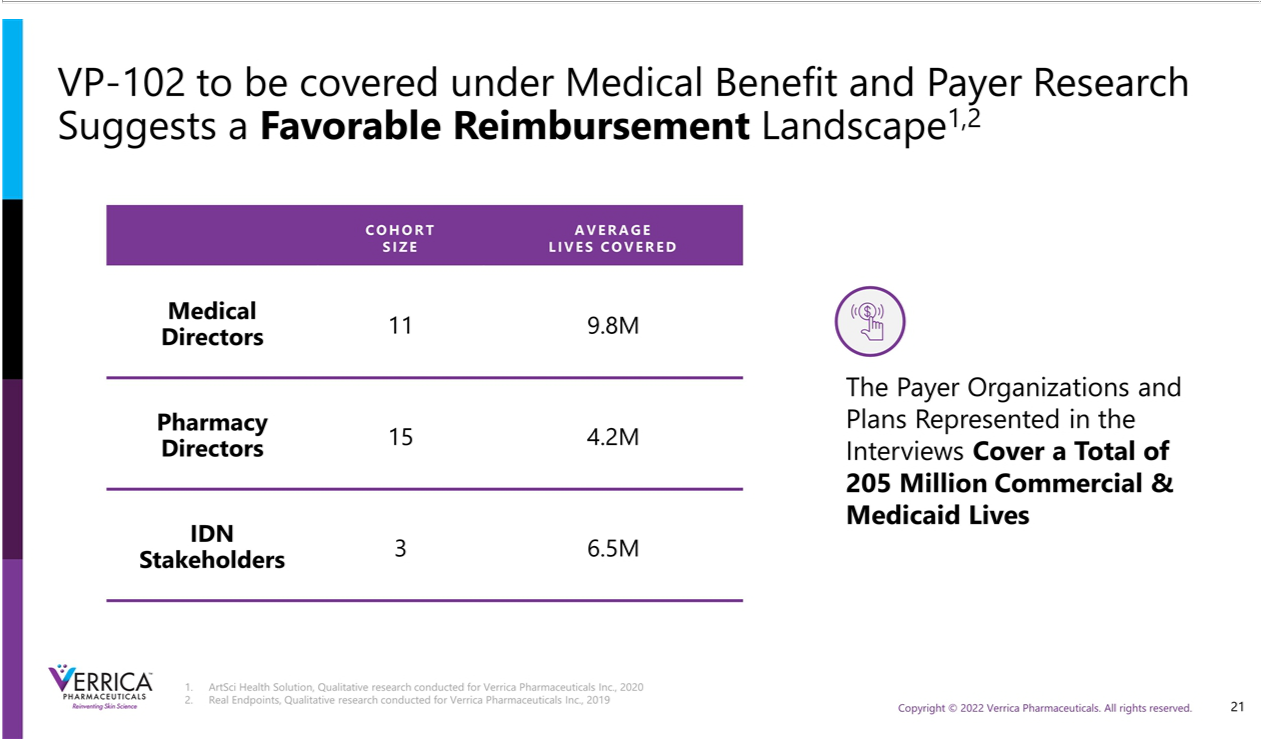 VP-102 to be covered under Medical Benefit and Payer Research
Suggests a Favorable Reimbursement Landscape1,2
COHORT
SIZE
AVERAGE
LIVES COVERED
Medical
Directors
11
9.8M
Pharmacy
Directors
15
4.2M
IDN
Stakeholders
3
6.5M
$
The Payer Organizations and
Plans Represented in the
Interviews Cover a Total of
205 Million Commercial &
Medicaid Lives
VERRICA™
PHARMACEUTICALS
Reinventing Skin Science
1. ArtSci Health Solution, Qualitative research conducted for Verrica Pharmaceuticals Inc., 2020
2. Real Endpoints, Qualitative research conducted for Verrica Pharmaceuticals Inc., 2019
Copyright © 2022 Verrica Pharmaceuticals. All rights reserved.
21